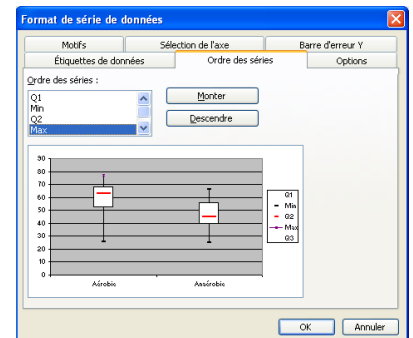 Format de série de données
Motifs Sélection de l'axe Barre d'erreur Y
Étiquettes de données Ordre des séries Options
Ordre des séries :
Q1
Min
Q2
Max
Monter
Descendre
90
80
70
60
50
40
30
20
10
0
Aérobie Anaérobie
Q1
Min
Q2
Max
Q3
OK Annuler